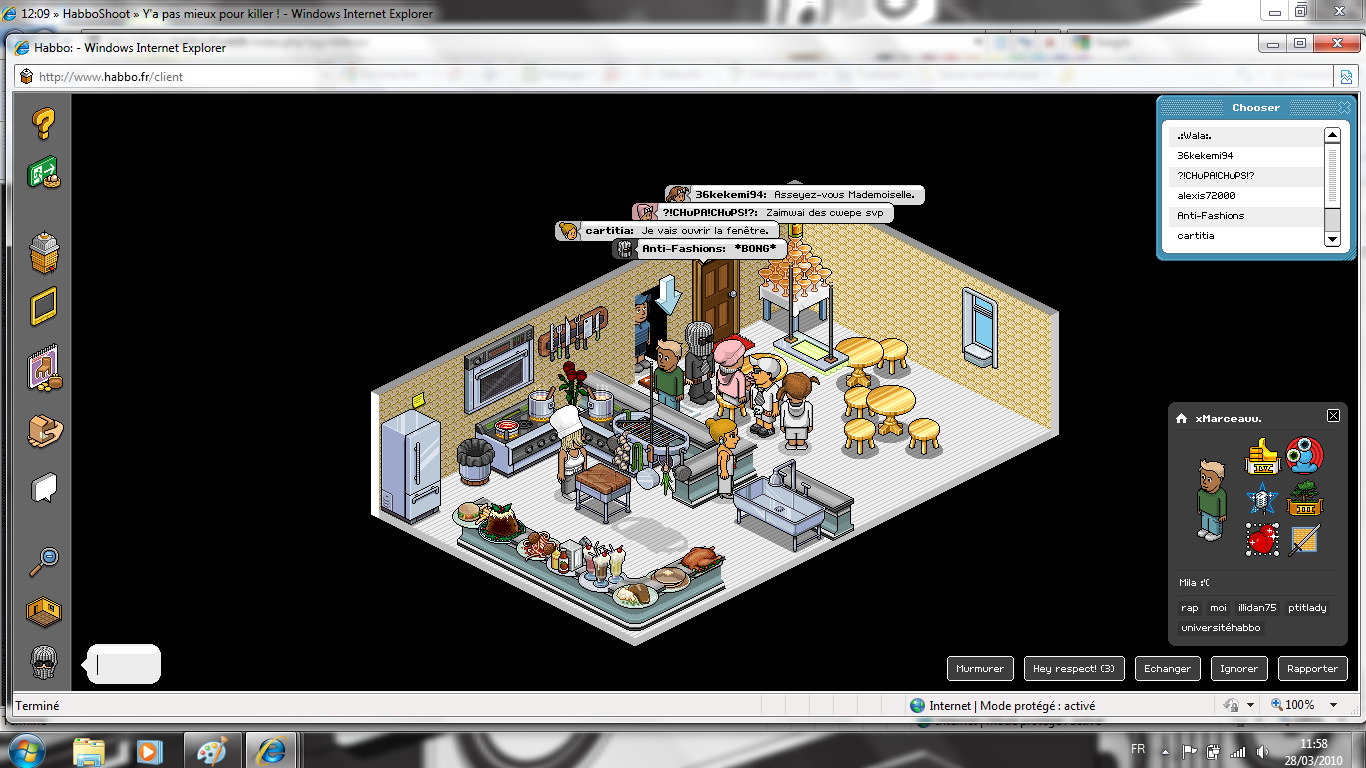 12:09 » HabboShoot » Y'a pas mieux pour killer ! - Windows Internet Explorer
Habbo: - Windows Internet Explorer
http://www.habbo.fr/client
Chooser
.:Wala:.
36kekemi94
?!CHuPA!CHuPS!?
alexis72000
Anti-Fashions
cartitia
36kekemi94: Asseyez-vous Mademoiselle.
?!CHuPA!CHuPS!?: Zaimwai des cwepe svp
cartitia: Je vais ouvrir la fenêtre.
Anti-Fashions: *BONG*
xMarceauu.
Mila :'(
rap moi illidan75 ptitlady
universitéhabbo
Murmurer Hey respect! (3) Echanger Ignorer Rapporter
Terminé
Internet | Mode protégé : activé
100%
FR
11:58
28/03/2010